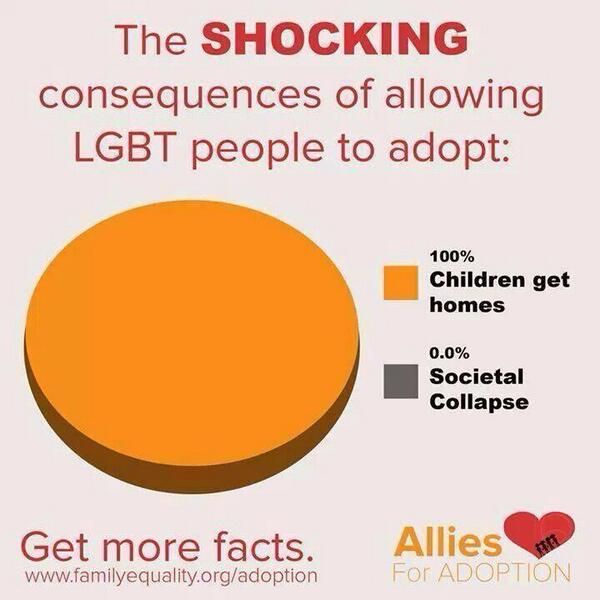 The SHOCKING
consequences of allowing
LGBT people to adopt:
100%
Children get
homes
0.0%
Societal
Collapse
Get more facts.
www.familyequality.org/adoption
Allies
For ADOPTION